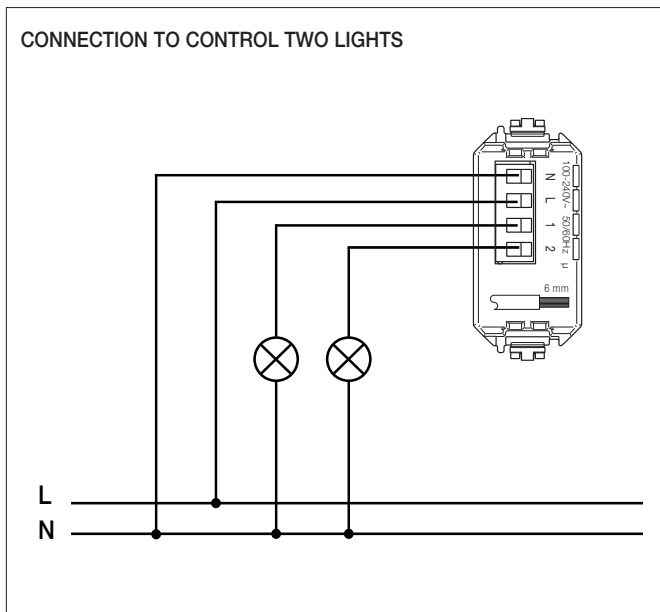 CONNECTION TO CONTROL TWO LIGHTS
N
L
1
2
100-240V~ 50/60Hz µ
6 mm
L
N